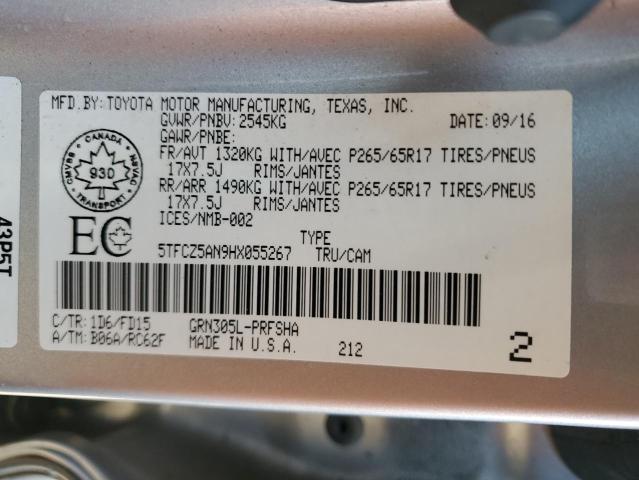 MFD.BY:TOYOTA MOTOR MANUFACTURING, TEXAS, INC.
GVWR/PNBV:2545KG DATE:09/16
GAWR/PNBE:
FR/AVT 1320KG WITH/AVEC P265/65R17 TIRES/PNEUS
17X7.5J RIMS/JANTES
RR/ARR 1490KG WITH/AVEC P265/65R17 TIRES/PNEUS
17X7.5J RIMS/JANTES
ICES/NMB-002
CANADA
CMVSS
930
NSVAC
TRANSPORT
EC
TYPE
5TFCZ5AN9HX055267 TRU/CAM
C/TR:1D6/FD15 GRN305L-PRFSHA
A/TM:B06A/RC62F MADE IN U.S.A. 212
2
43P5T